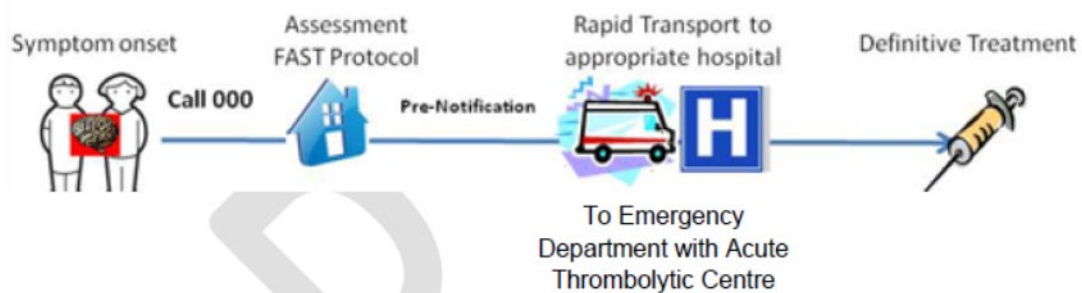 Symptom onset
Call 000
Assessment
FAST Protocol
Pre-Notification
Rapid Transport to
appropriate hospital
H
Definitive Treatment
To Emergency
Department with Acute
Thrombolytic Centre